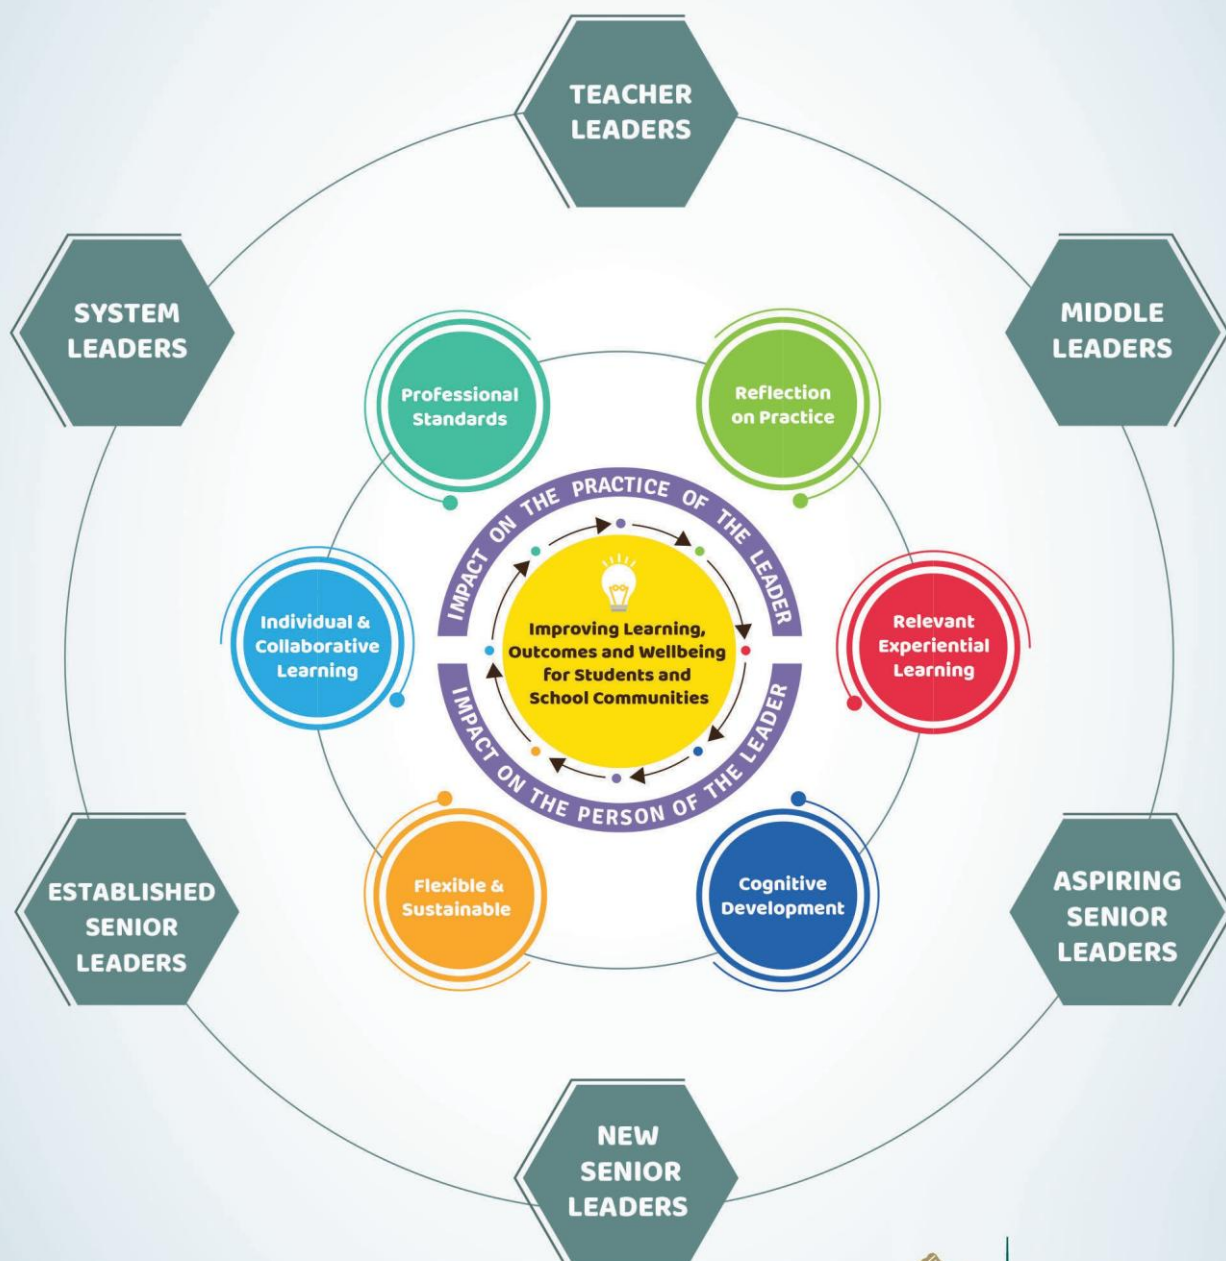 TEACHER
LEADERS
SYSTEM
LEADERS
MIDDLE
LEADERS
Professional
Standards
Reflection
on Practice
IMPACT ON THE PRACTICE OF THE LEADER
Individual &
Collaborative
Learning
Improving Learning,
Outcomes and Wellbeing
for Students and
School Communities
Relevant
Experiential
Learning
IMPACT ON THE PERSON OF THE LEADER
Flexible &
Sustainable
Cognitive
Development
ESTABLISHED
SENIOR
LEADERS
ASPIRING
SENIOR
LEADERS
NEW
SENIOR
LEADERS